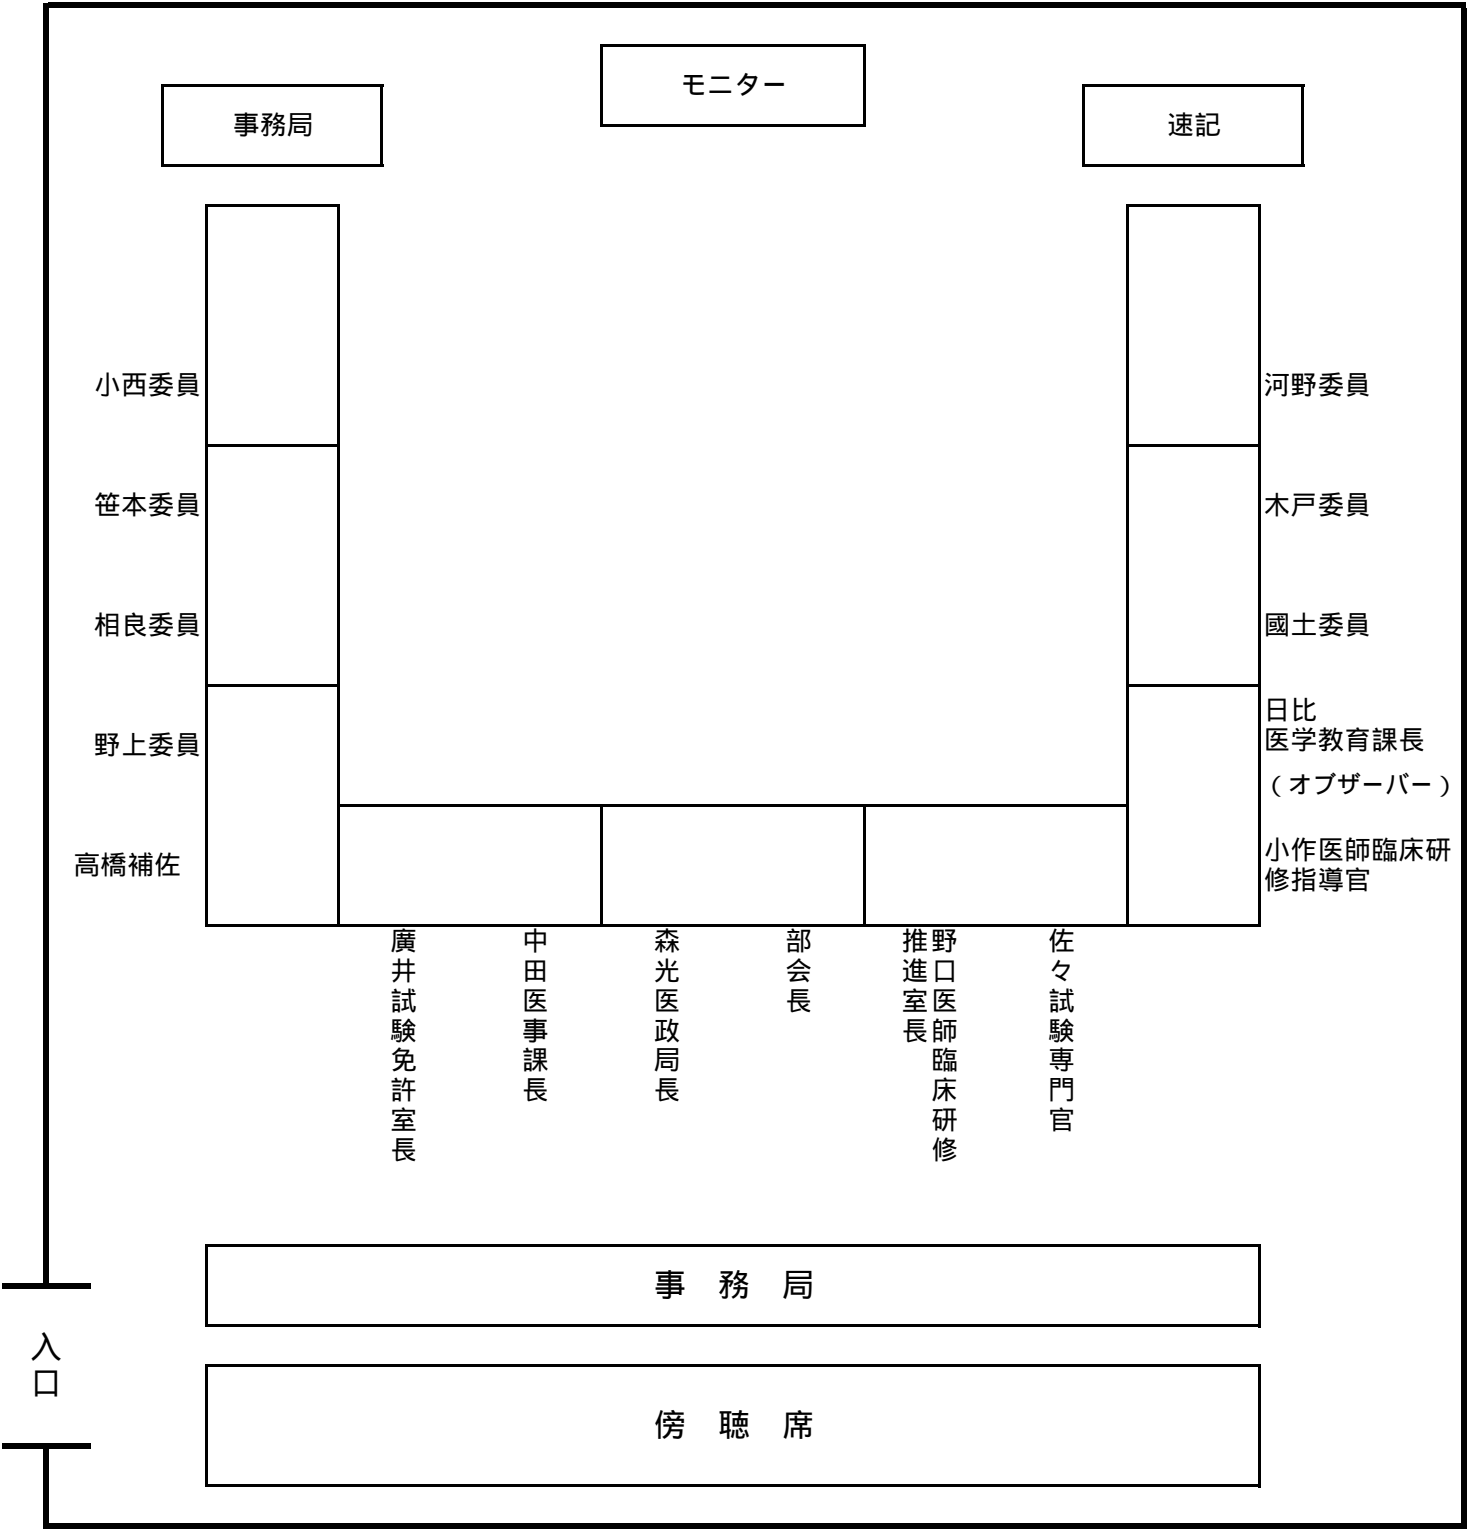 モニター
事務局
速記
小西委員
河野委員
笹本委員
木戸委員
相良委員
國土委員
野上委員
日比
医学教育課長
（オブザーバー）
高橋補佐
小作医師臨床研
修指導官
廣井試験免許室長
中田医事課長
森光医政局長
部会長
野口医師臨床研修
推進室長
佐々試験専門官
事　務　局
入口
傍　聴　席